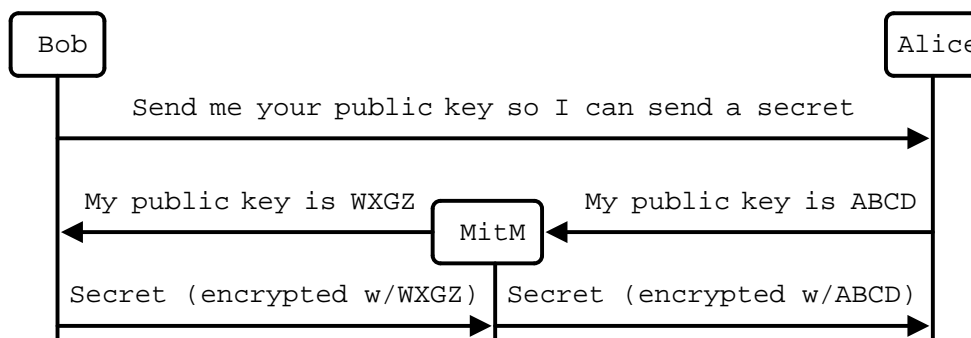 Bob
Alice
Send me your public key so I can send a secret
My public key is WXGZ
My public key is ABCD
MitM
Secret (encrypted w/WXGZ)
Secret (encrypted w/ABCD)